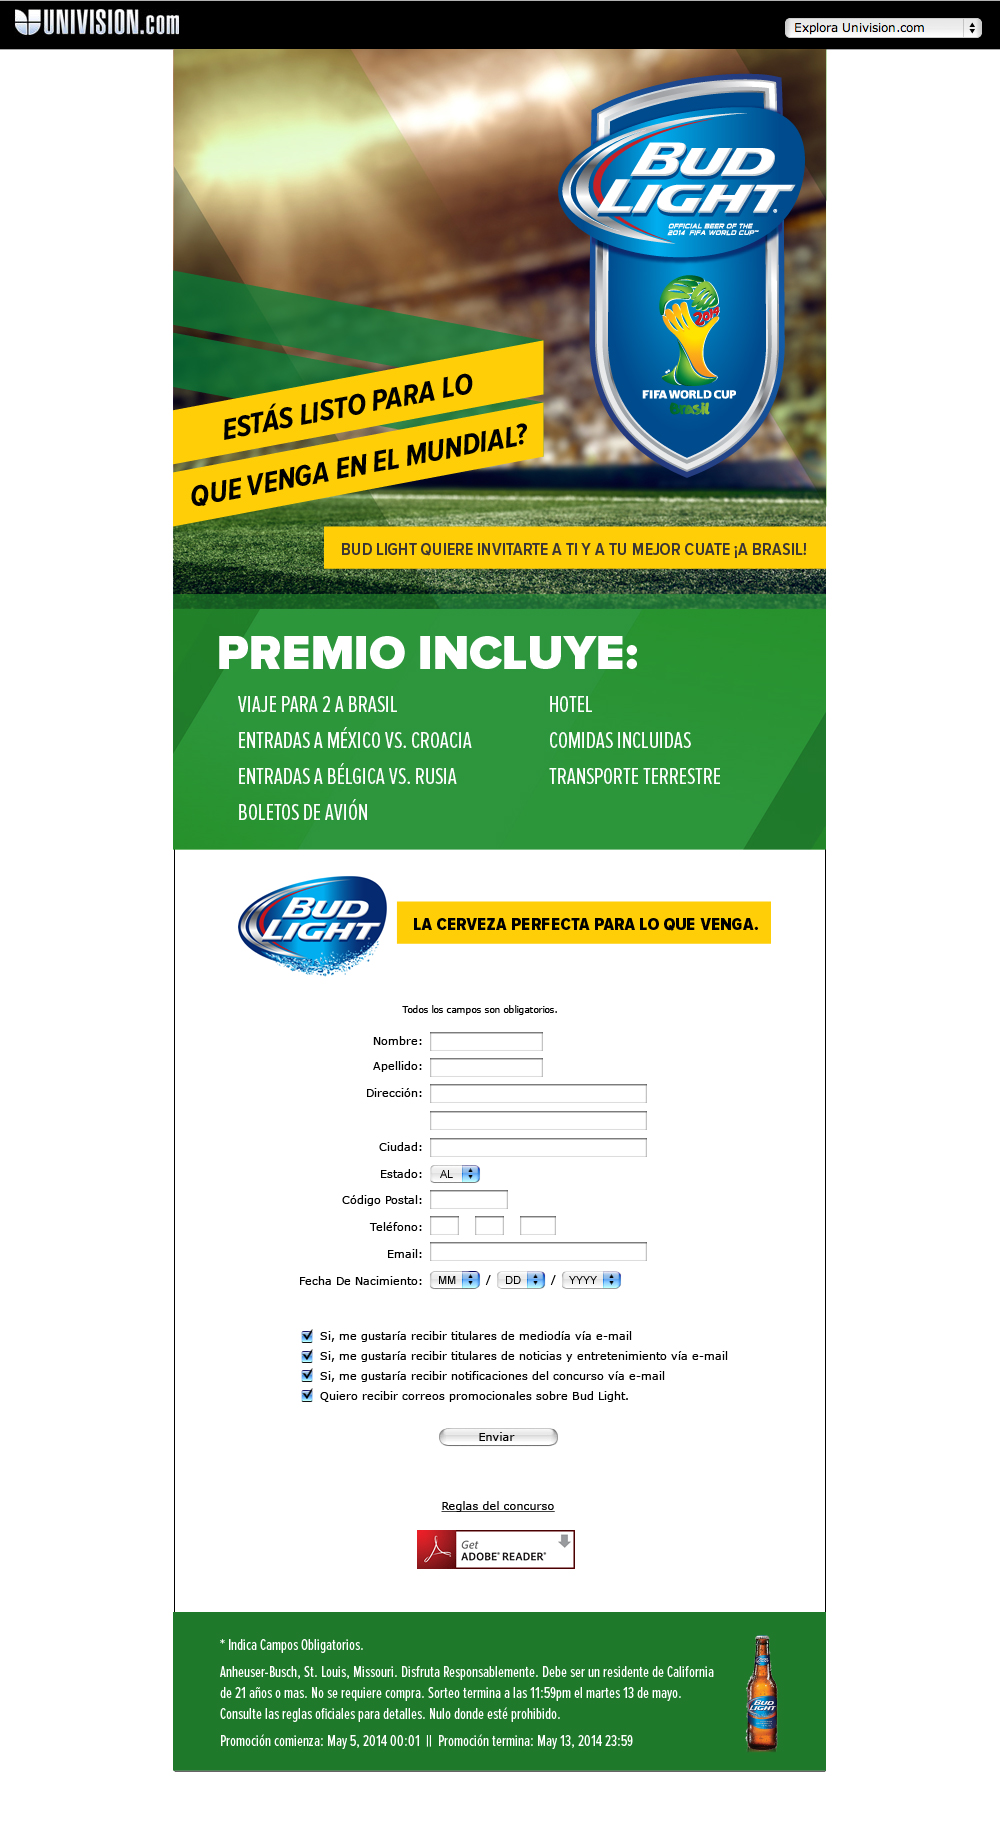 UNIVISION.com
Explora Univision.com
BUD
LIGHT
OFFICIAL BEER OF THE
2014 FIFA WORLD CUP™
2014
FIFA WORLD CUP
Brasil
ESTÁS LISTO PARA LO
QUE VENGA EN EL MUNDIAL?
BUD LIGHT QUIERE INVITARTE A TI Y A TU MEJOR CUATE ¡A BRASIL!
PREMIO INCLUYE:
VIAJE PARA 2 A BRASIL
ENTRADAS A MÉXICO VS. CROACIA
ENTRADAS A BÉLGICA VS. RUSIA
BOLETOS DE AVIÓN
HOTEL
COMIDAS INCLUIDAS
TRANSPORTE TERRESTRE
BUD
LIGHT
LA CERVEZA PERFECTA PARA LO QUE VENGA.
Todos los campos son obligatorios.
Nombre:
Apellido:
Dirección:
Ciudad:
Estado: AL
Código Postal:
Teléfono:
Email:
Fecha De Nacimiento: MM / DD / YYYY
Si, me gustaría recibir titulares de mediodía vía e-mail
Si, me gustaría recibir titulares de noticias y entretenimiento vía e-mail
Si, me gustaría recibir notificaciones del concurso vía e-mail
Quiero recibir correos promocionales sobre Bud Light.
Enviar
Reglas del concurso
Get
ADOBE® READER®
* Indica Campos Obligatorios.
Anheuser-Busch, St. Louis, Missouri. Disfruta Responsablemente. Debe ser un residente de California
de 21 años o mas. No se requiere compra. Sorteo termina a las 11:59pm el martes 13 de mayo.
Consulte las reglas oficiales para detalles. Nulo donde esté prohibido.
Promoción comienza: May 5, 2014 00:01 || Promoción termina: May 13, 2014 23:59
BUD
LIGHT